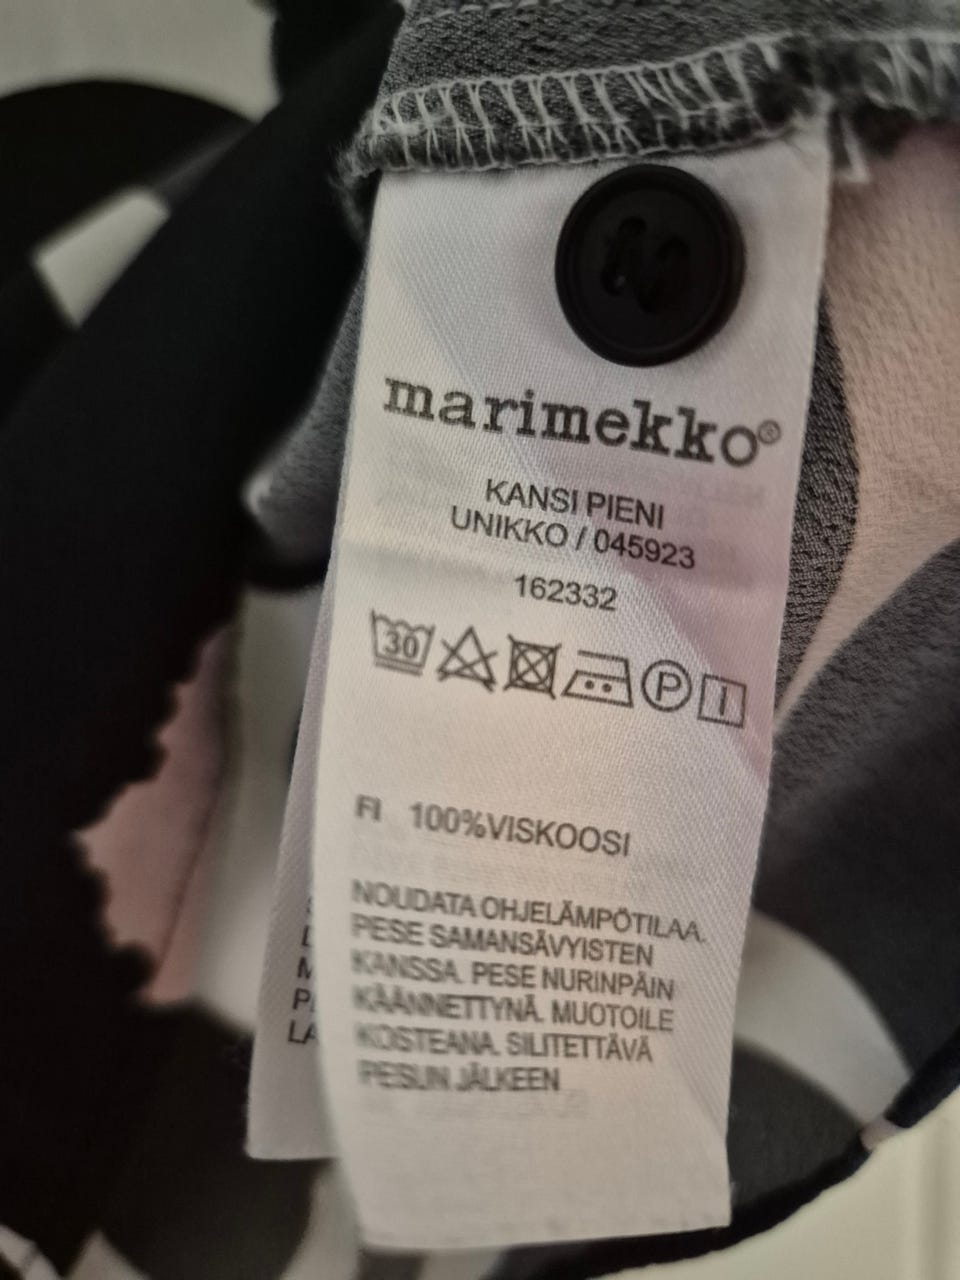 marimekko®
KANSI PIENI
UNIKKO / 045923
162332
30 P I
FI 100%VISKOOSI
NOUDATA OHJELÄMPÖTILAA.
PESE SAMANSÄVYISTEN
KANSSA. PESE NURINPÄIN
KÄÄNNETTYNÄ. MUOTOILE
KOSTEANA. SILITETTÄVÄ
PESUN JÄLKEEN